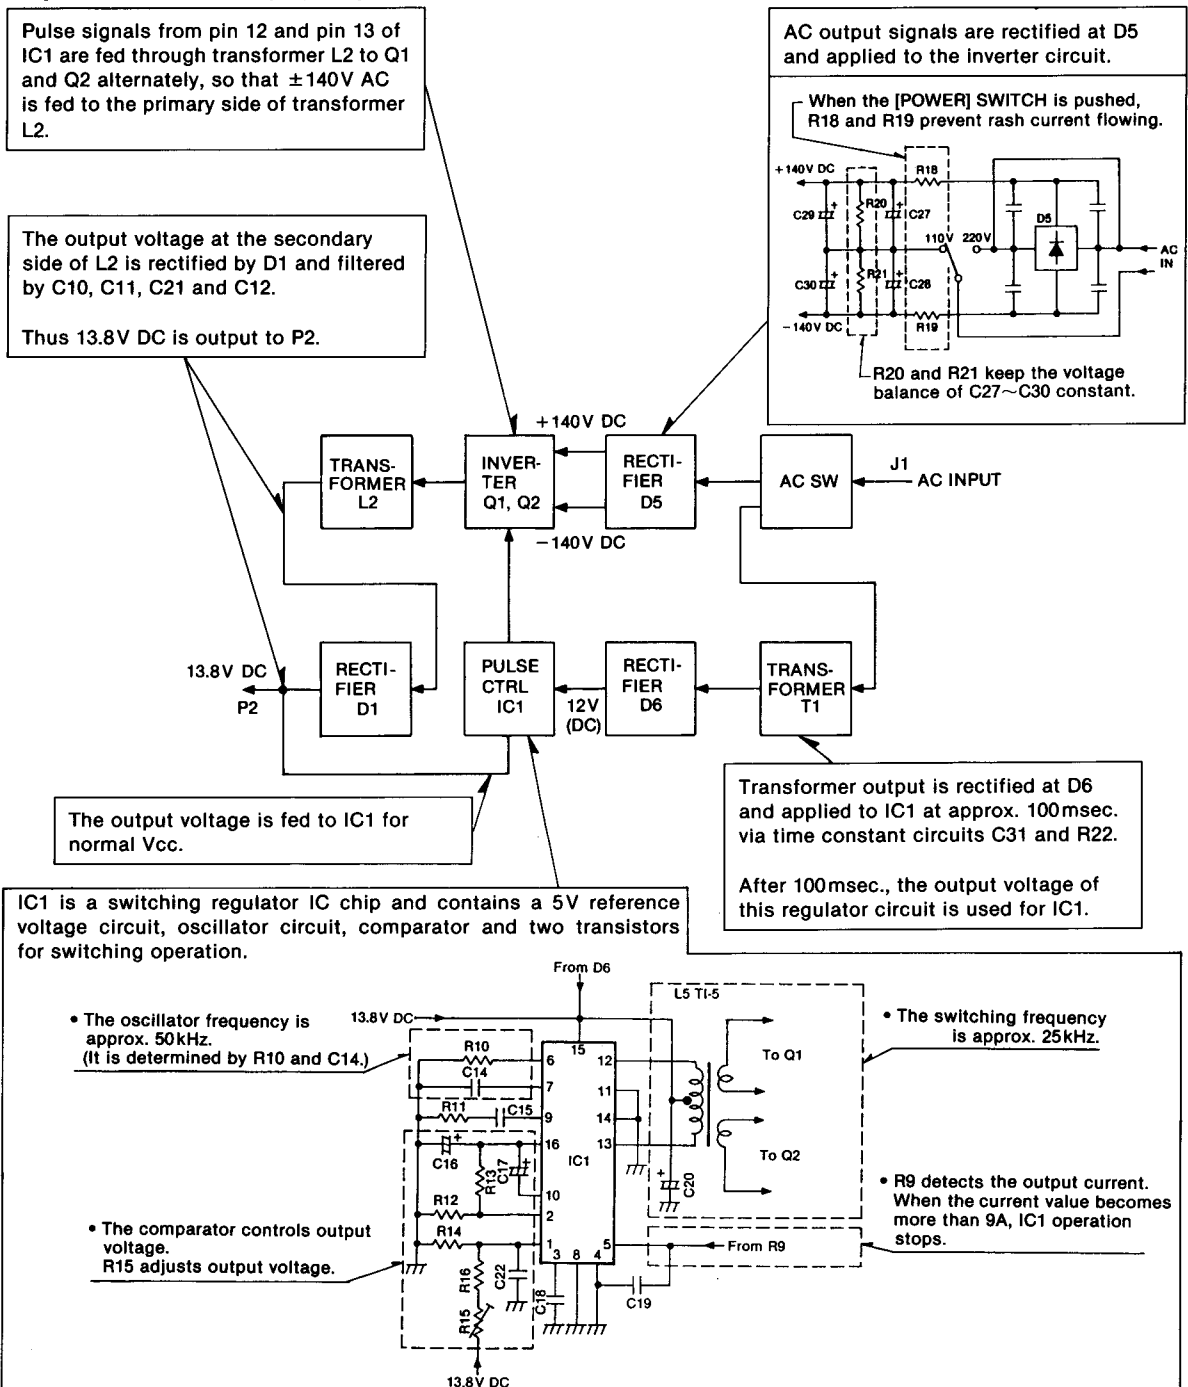 Pulse signals from pin 12 and pin 13 of
IC1 are fed through transformer L2 to Q1
and Q2 alternately, so that ±140V AC
is fed to the primary side of transformer
L2.
AC output signals are rectified at D5
and applied to the inverter circuit.
When the [POWER] SWITCH is pushed,
R18 and R19 prevent rash current flowing.
+140V DC
R18
C29
+
R20
+
C27
D5
110V
220V
AC
IN
C30
+
R21
+
C28
-140V DC
R19
R20 and R21 keep the voltage
balance of C27~C30 constant.
The output voltage at the secondary
side of L2 is rectified by D1 and filtered
by C10, C11, C21 and C12.
Thus 13.8V DC is output to P2.
+140V DC
TRANS-
FORMER
L2
INVER-
TER
Q1, Q2
RECTI-
FIER
D5
AC SW
J1
AC INPUT
-140V DC
13.8V DC
P2
RECTI-
FIER
D1
PULSE
CTRL
IC1
12V
(DC)
RECTI-
FIER
D6
TRANS-
FORMER
T1
The output voltage is fed to IC1 for
normal Vcc.
Transformer output is rectified at D6
and applied to IC1 at approx. 100msec.
via time constant circuits C31 and R22.
After 100msec., the output voltage of
this regulator circuit is used for IC1.
IC1 is a switching regulator IC chip and contains a 5V reference
voltage circuit, oscillator circuit, comparator and two transistors
for switching operation.
From D6
L5 TI-5
13.8V DC
• The oscillator frequency is
approx. 50kHz.
(It is determined by R10 and C14.)
• The switching frequency
is approx. 25kHz.
R10
C14
R11
C15
6
7
9
15
12
11
14
13
To Q1
To Q2
C16
+
R13
C17
+
16
10
IC1
+
C20
R12
2
R14
1
• The comparator controls output
voltage.
R15 adjusts output voltage.
• R9 detects the output current.
When the current value becomes
more than 9A, IC1 operation
stops.
5
From R9
3
8
4
R16
C22
C18
C19
R15
13.8V DC